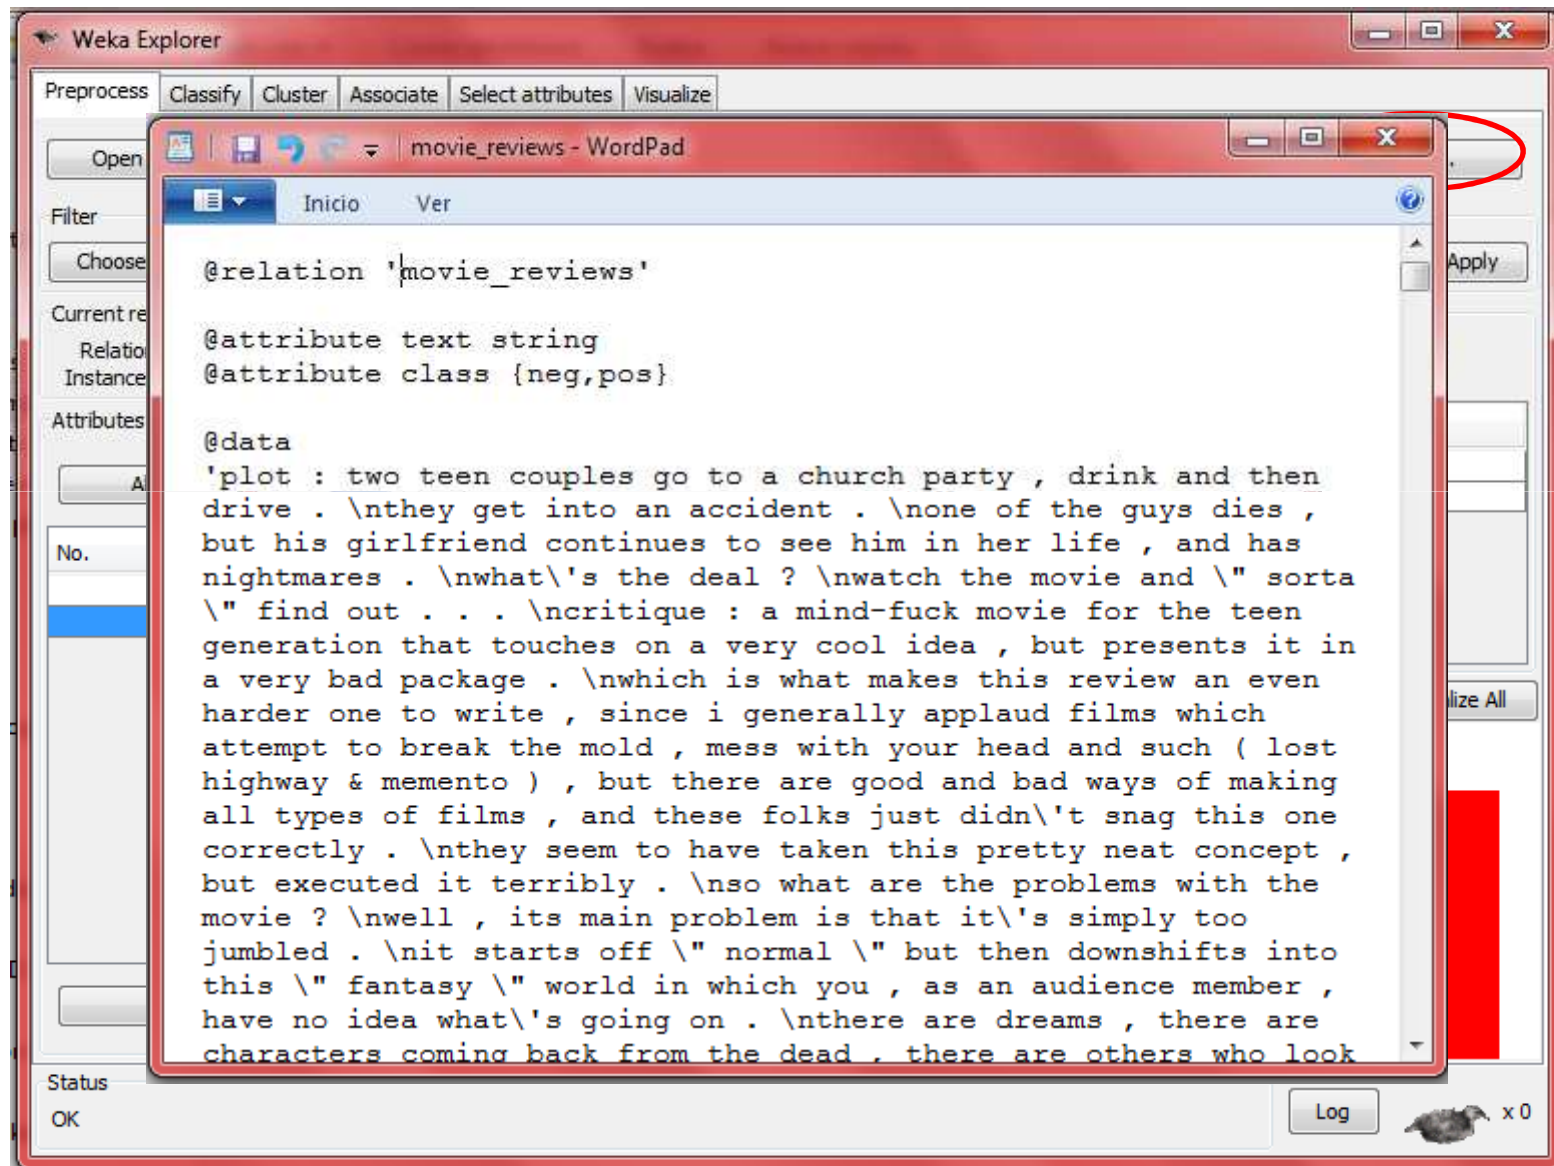 Weka Explorer
Preprocess Classify Cluster Associate Select attributes Visualize
Open
movie_reviews - WordPad
Inicio Ver
Filter
Choose
Apply
Current re
Relatio
Instance
Attributes
No.
@relation 'movie_reviews'
@attribute text string
@attribute class {neg,pos}
@data
'plot : two teen couples go to a church party , drink and then
drive . \nthey get into an accident . \none of the guys dies ,
but his girlfriend continues to see him in her life , and has
nightmares . \nwhat\'s the deal ? \nwatch the movie and \" sorta
\" find out . . . \ncritique : a mind-fuck movie for the teen
generation that touches on a very cool idea , but presents it in
a very bad package . \nwhich is what makes this review an even
harder one to write , since i generally applaud films which
attempt to break the mold , mess with your head and such ( lost
highway & memento ) , but there are good and bad ways of making
all types of films , and these folks just didn\'t snag this one
correctly . \nthey seem to have taken this pretty neat concept ,
but executed it terribly . \nso what are the problems with the
movie ? \nwell , its main problem is that it\'s simply too
jumbled . \nit starts off \" normal \" but then downshifts into
this \" fantasy \" world in which you , as an audience member ,
have no idea what\'s going on . \nthere are dreams , there are
characters coming back from the dead , there are others who look
lize All
Status
OK
Log
x 0